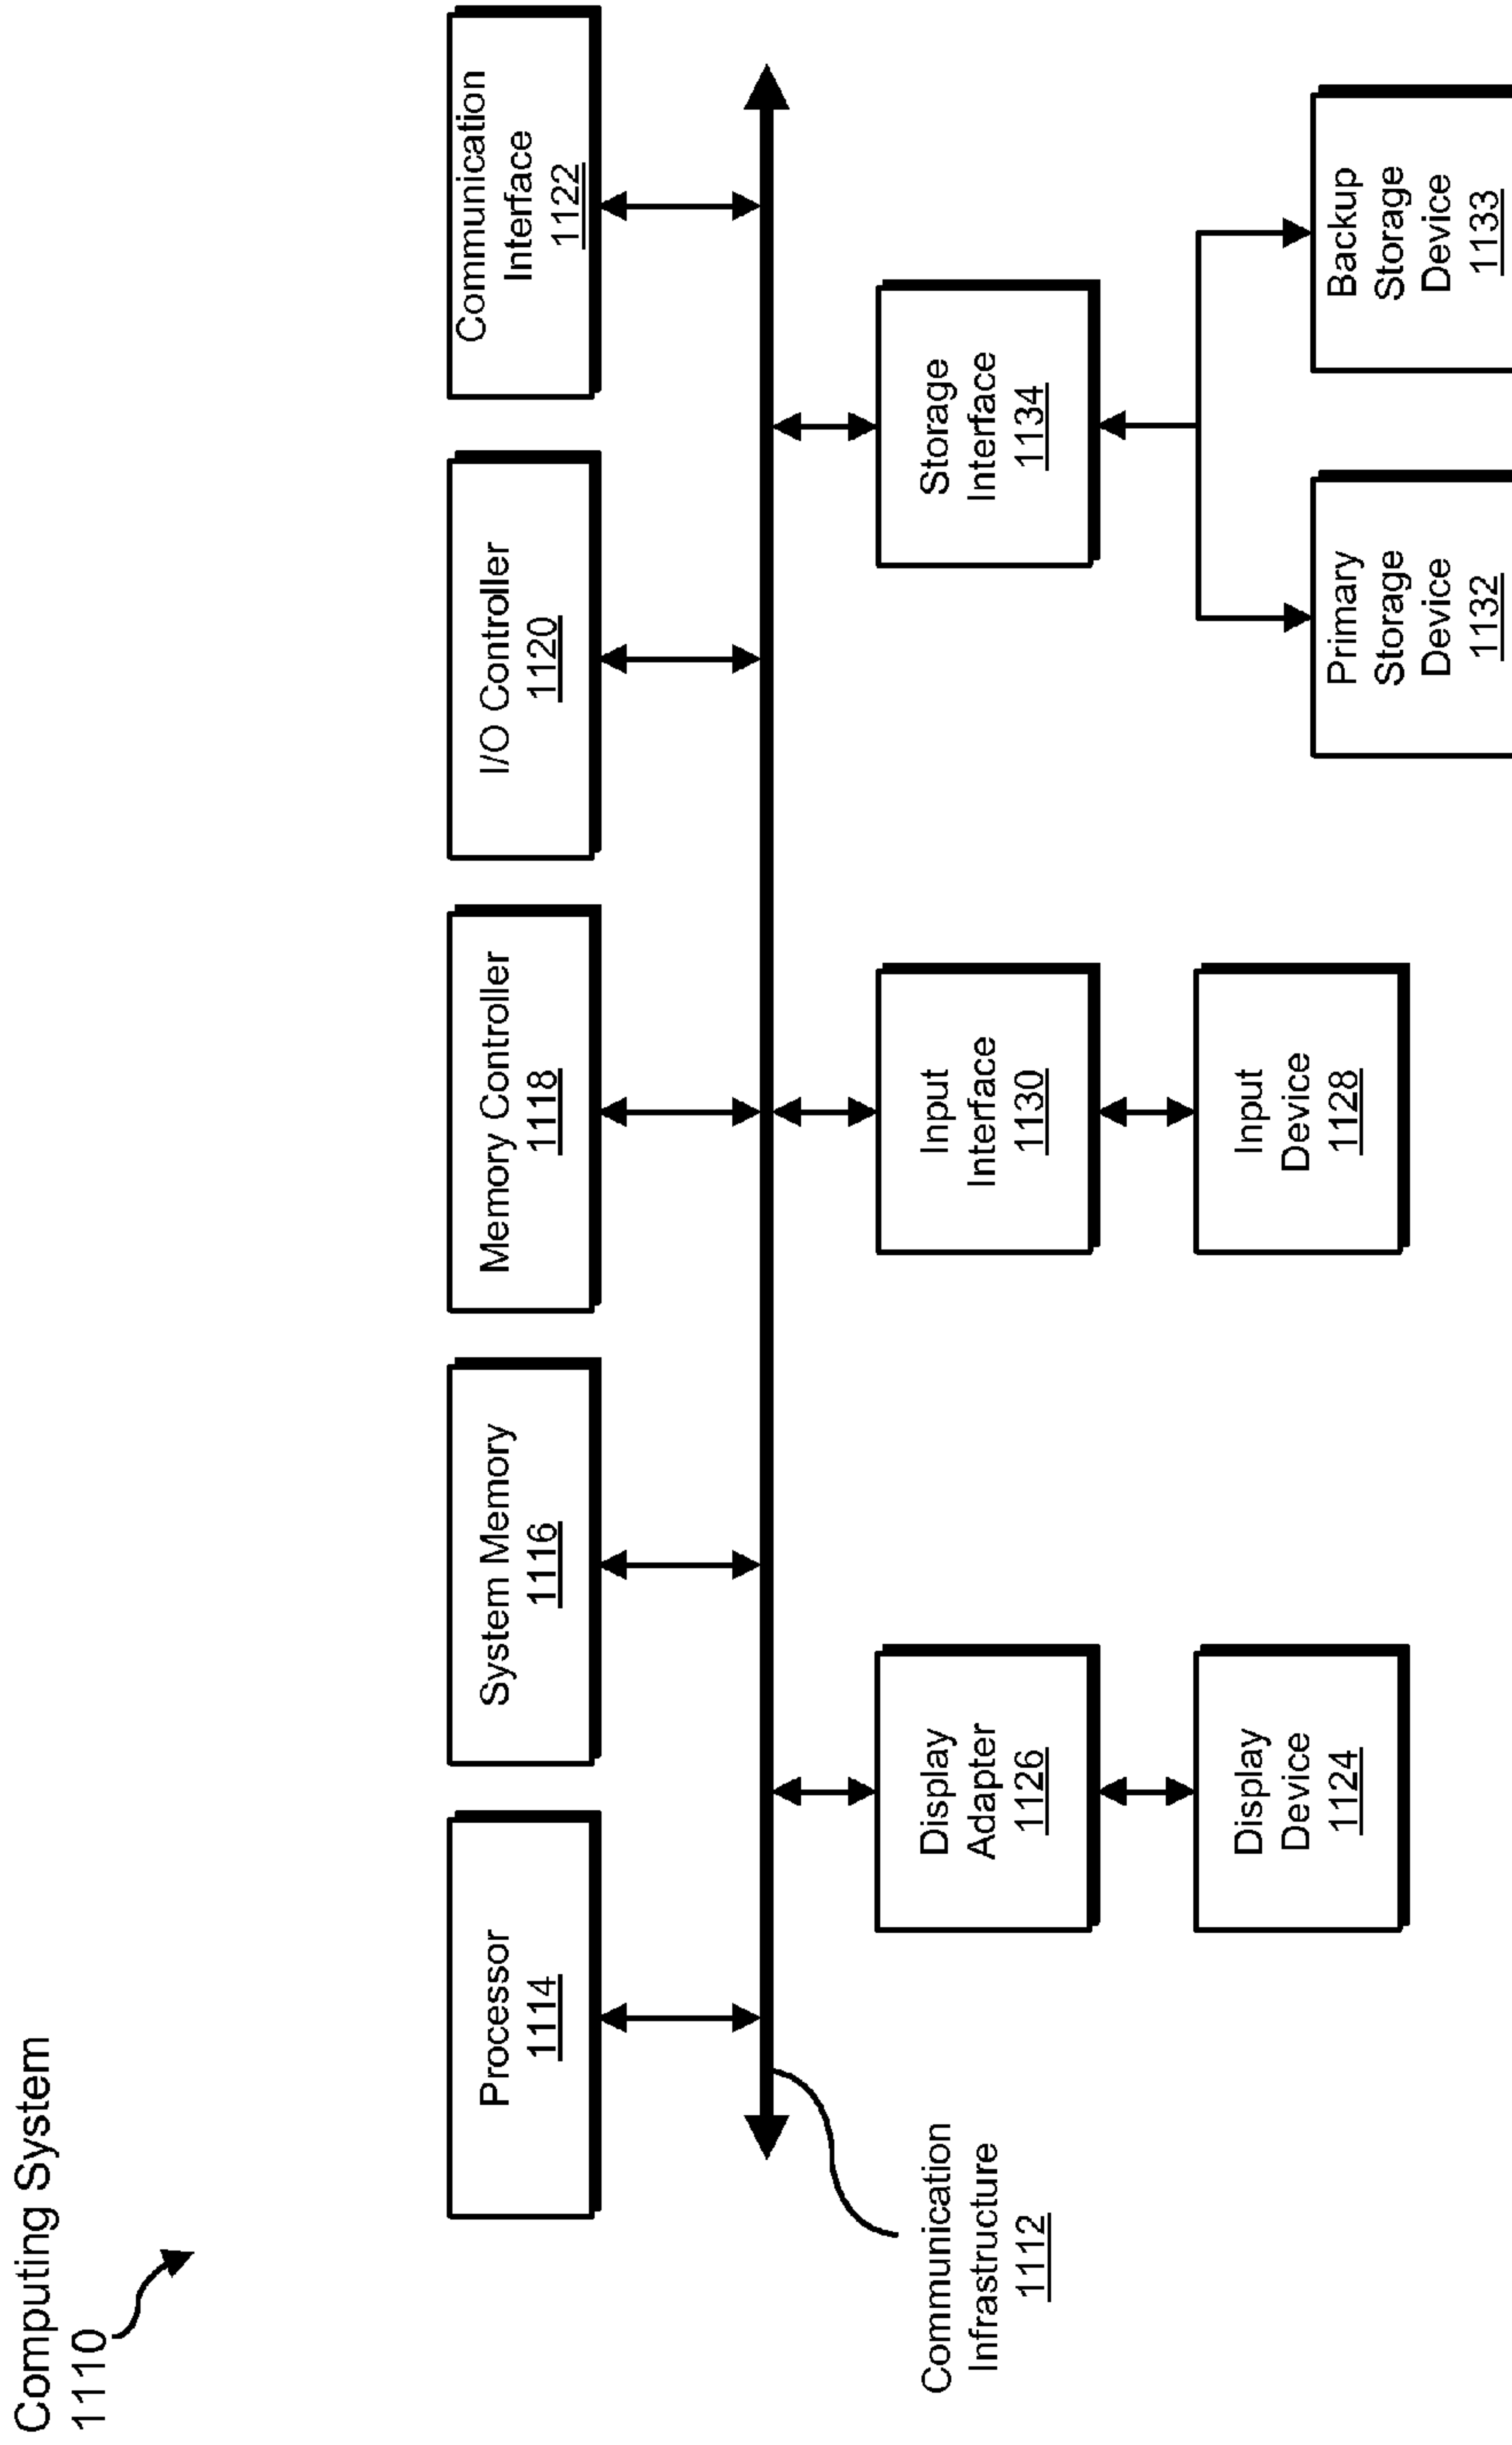 Computing System
1110
Processor
1114
System Memory
1116
Memory Controller
1118
I/O Controller
1120
Communication
Interface
1122
Communication
Infrastructure
1112
Display
Adapter
1126
Input
Interface
1130
Storage
Interface
1134
Display
Device
1124
Input
Device
1128
Primary
Storage
Device
1132
Backup
Storage
Device
1133